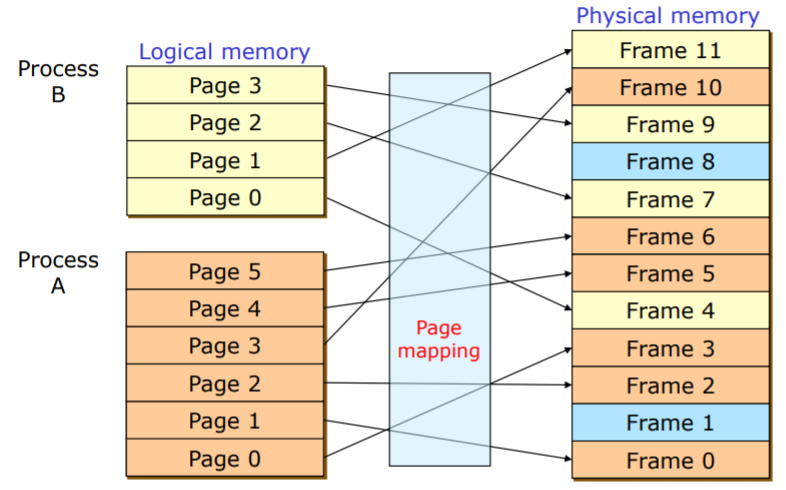 Physical memory
Logical memory
Process
B
Page 3
Page 2
Page 1
Page 0
Process
A
Page 5
Page 4
Page 3
Page 2
Page 1
Page 0
Page
mapping
Frame 11
Frame 10
Frame 9
Frame 8
Frame 7
Frame 6
Frame 5
Frame 4
Frame 3
Frame 2
Frame 1
Frame 0